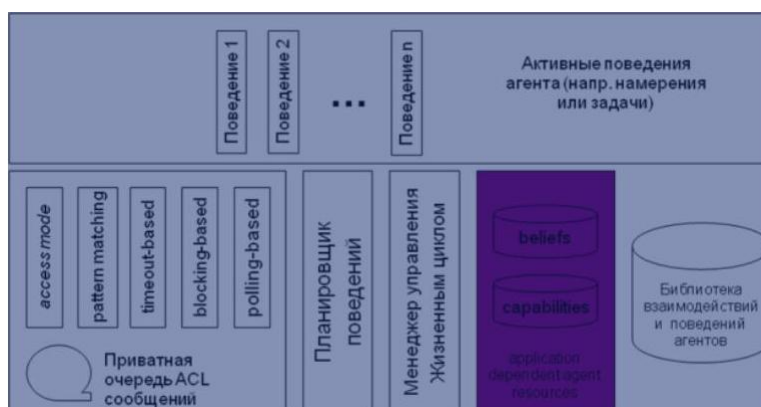 Поведение 1
Поведение 2
...
Поведение n
Активные поведения
агента (напр. намерения
или задачи)
access mode
pattern matching
timeout-based
blocking-based
polling-based
Приватная
очередь ACL
сообщений
Планировщик
поведений
Менеджер управления
Жизненным циклом
beliefs
capabilities
application
dependent agent
resources
Библиотека
взаимодействий
и поведений
агентов